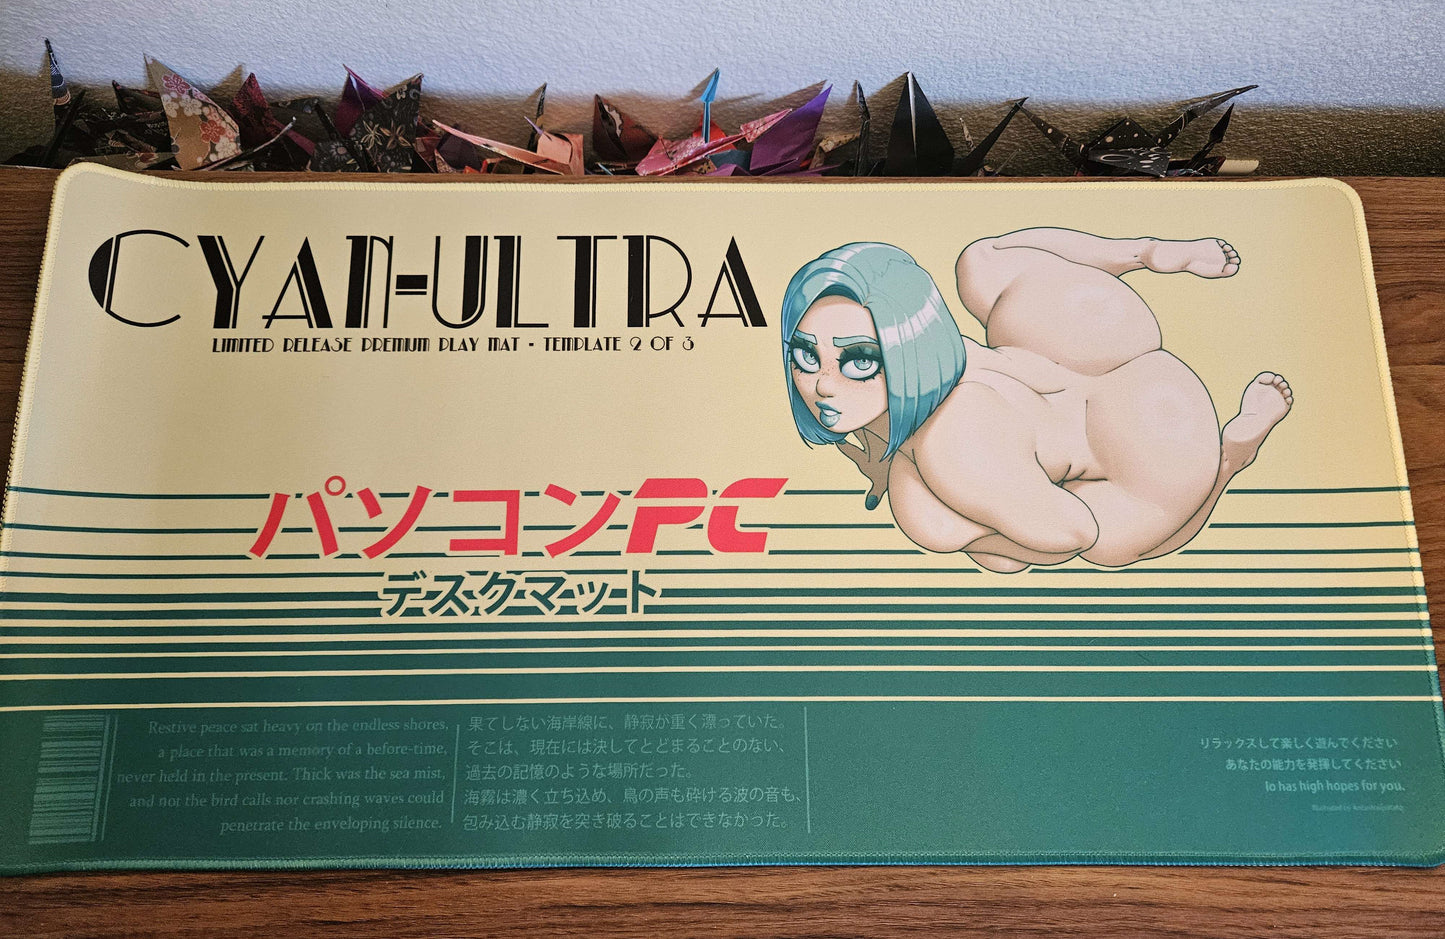 CYAN-ULTRA
LIMITED RELEASE PREMIUM PLAY MAT - TEMPLATE 2 OF 3
パソコンPC
デスクマット
Restive peace sat heavy on the endless shores,
a place that was a memory of a before-time,
never held in the present. Thick was the sea mist,
and not the bird calls nor crashing waves could
penetrate the enveloping silence.
果てしない海岸線に、静寂が重く漂っていた。
そこは、現在には決してとどまることのない、
過去の記憶のような場所だった。
海霧は濃く立ち込め、鳥の声も砕ける波の音も、
包み込む静寂を突き破ることはできなかった。
リラックスして楽しく遊んでください
あなたの能力を発揮してください
Io has high hopes for you.
Illustrated by